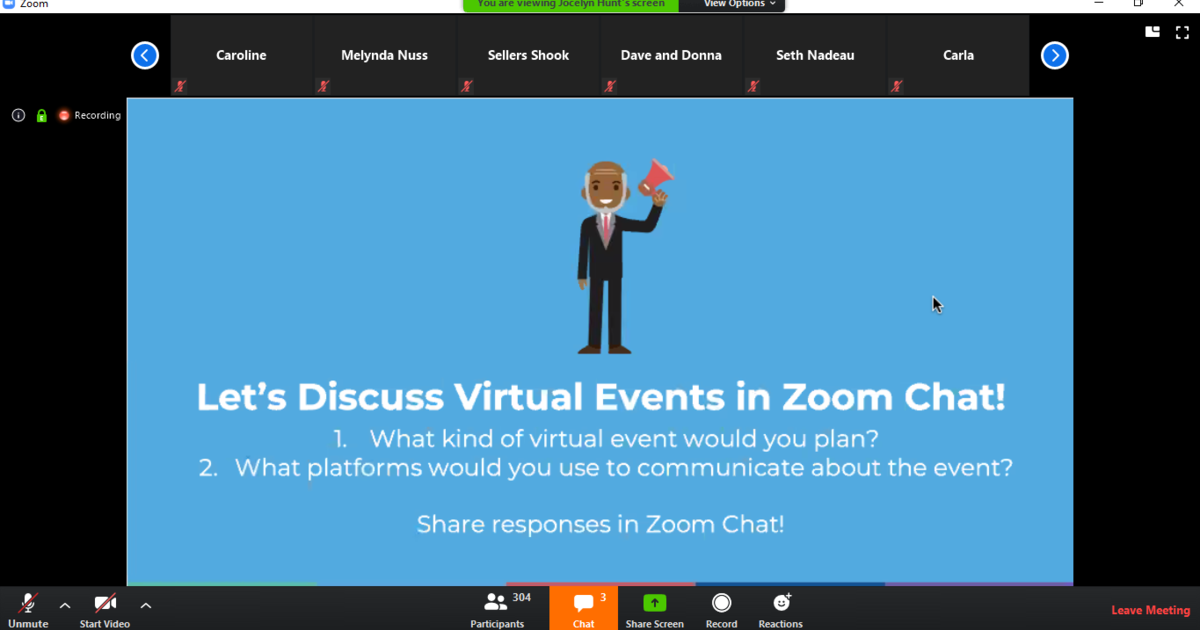 Zoom
You are viewing Jocelyn Hunt's screen View Options
Caroline Melynda Nuss Sellers Shook Dave and Donna Seth Nadeau Carla
Recording
Let's Discuss Virtual Events in Zoom Chat!
1. What kind of virtual event would you plan?
2. What platforms would you use to communicate about the event?
Share responses in Zoom Chat!
304 3
Unmute Start Video Participants Chat Share Screen Record Reactions Leave Meeting